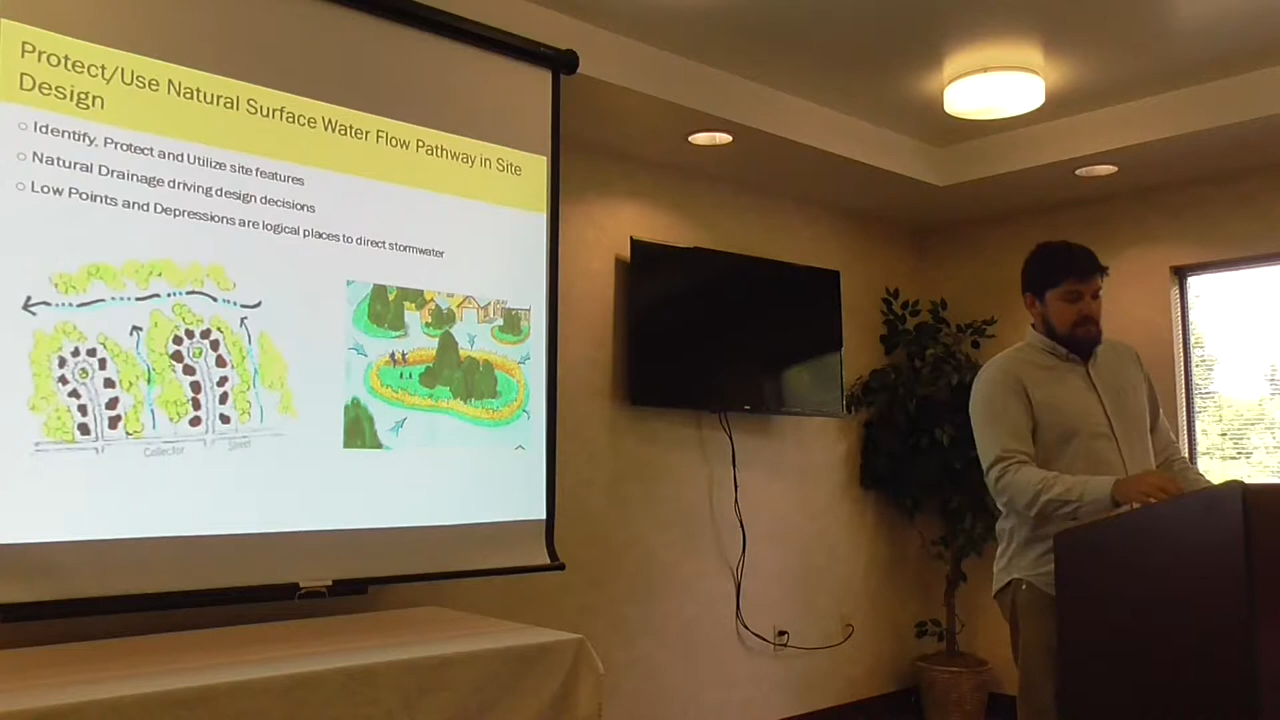 Protect/Use Natural Surface Water Flow Pathway in Site
Design
Identify, Protect and Utilize site features
Natural Drainage driving design decisions
Low Points and Depressions are logical places to direct stormwater
Collector
Street